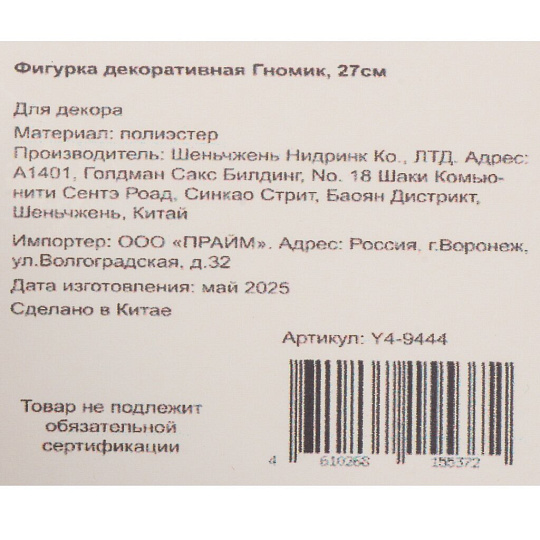 Фигурка декоративная Гномик, 27см
Для декора
Материал: полиэстер
Производитель: Шеньчжень Нидринк Ко., ЛТД. Адрес:
А1401, Голдман Сакс Билдинг, No. 18 Шаки Комью-
нити Сентэ Роад, Синкао Стрит, Баоян Дистрикт,
Шеньчжень, Китай
Импортер: ООО «ПРАЙМ». Адрес: Россия, г.Воронеж,
ул.Волгоградская, д.32
Дата изготовления: май 2025
Сделано в Китае
Артикул: Y4-9444
Товар не подлежит
обязательной
сертификации
4 610268 155372